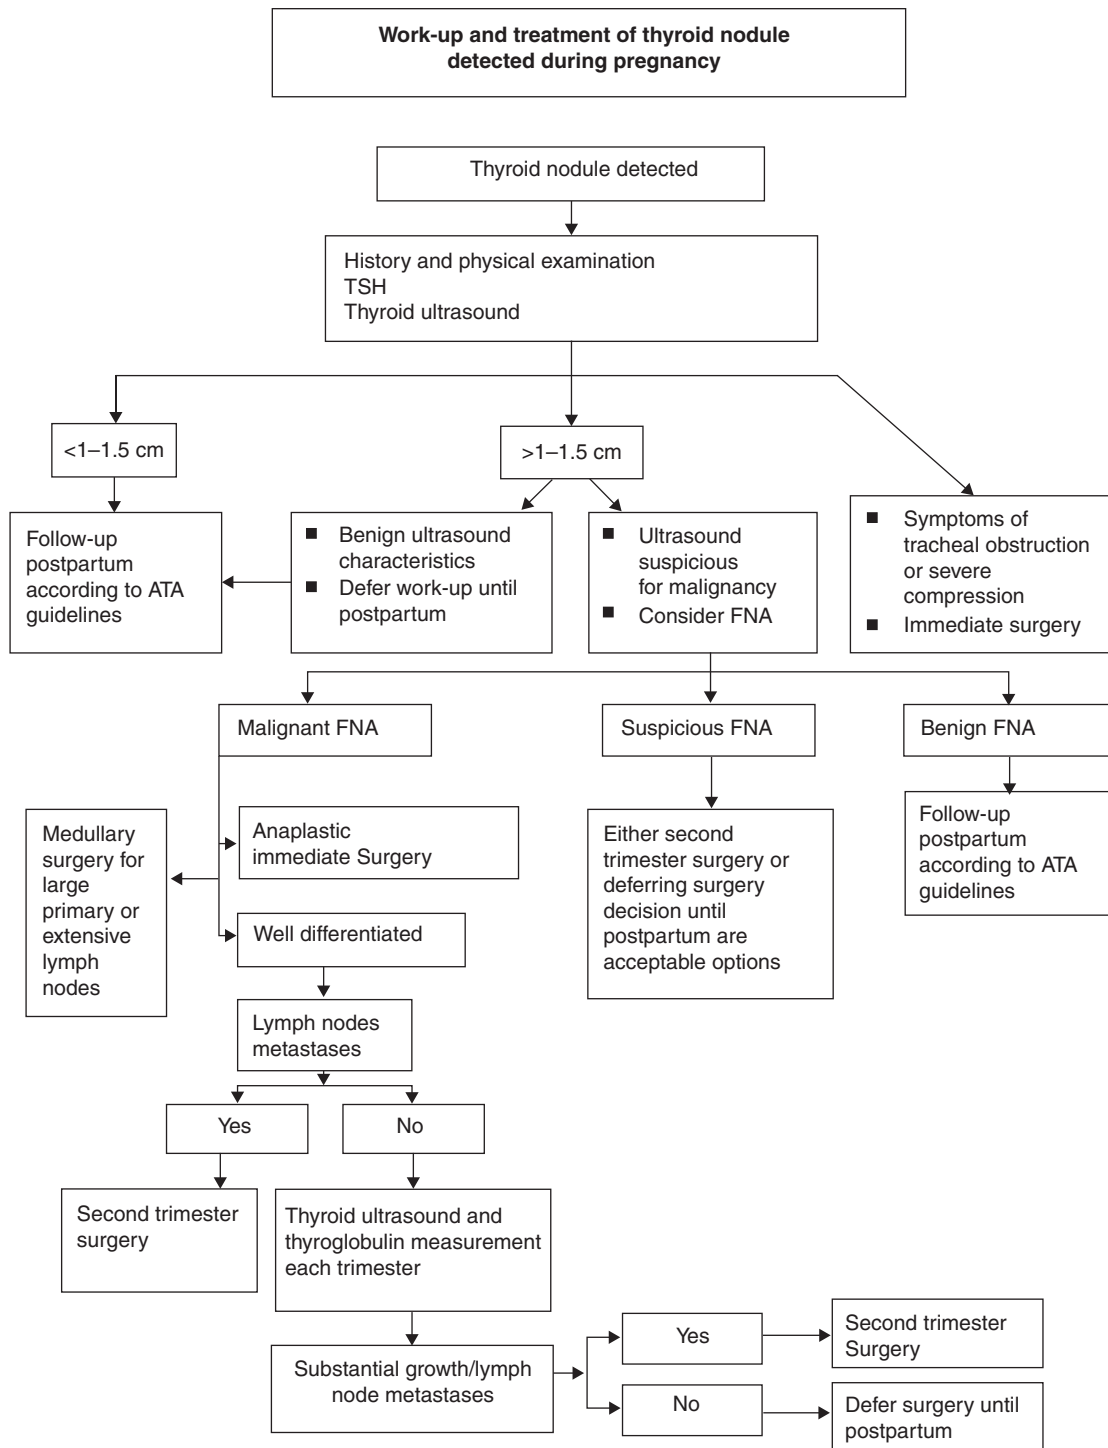 Work-up and treatment of thyroid nodule
detected during pregnancy
Thyroid nodule detected
History and physical examination
TSH
Thyroid ultrasound
<1–1.5 cm
>1–1.5 cm
Follow-up
postpartum
according to ATA
guidelines
■ Benign ultrasound
characteristics
■ Defer work-up until
postpartum
■ Ultrasound
suspicious
for malignancy
■ Consider FNA
■ Symptoms of
tracheal obstruction
or severe
compression
■ Immediate surgery
Malignant FNA
Suspicious FNA
Benign FNA
Medullary
surgery for
large
primary or
extensive
lymph
nodes
Anaplastic
immediate Surgery
Well differentiated
Either second
trimester surgery or
deferring surgery
decision until
postpartum are
acceptable options
Follow-up
postpartum
according to ATA
guidelines
Lymph nodes
metastases
Yes
No
Second trimester
surgery
Thyroid ultrasound and
thyroglobulin measurement
each trimester
Substantial growth/lymph
node metastases
Yes
Second trimester
Surgery
No
Defer surgery until
postpartum